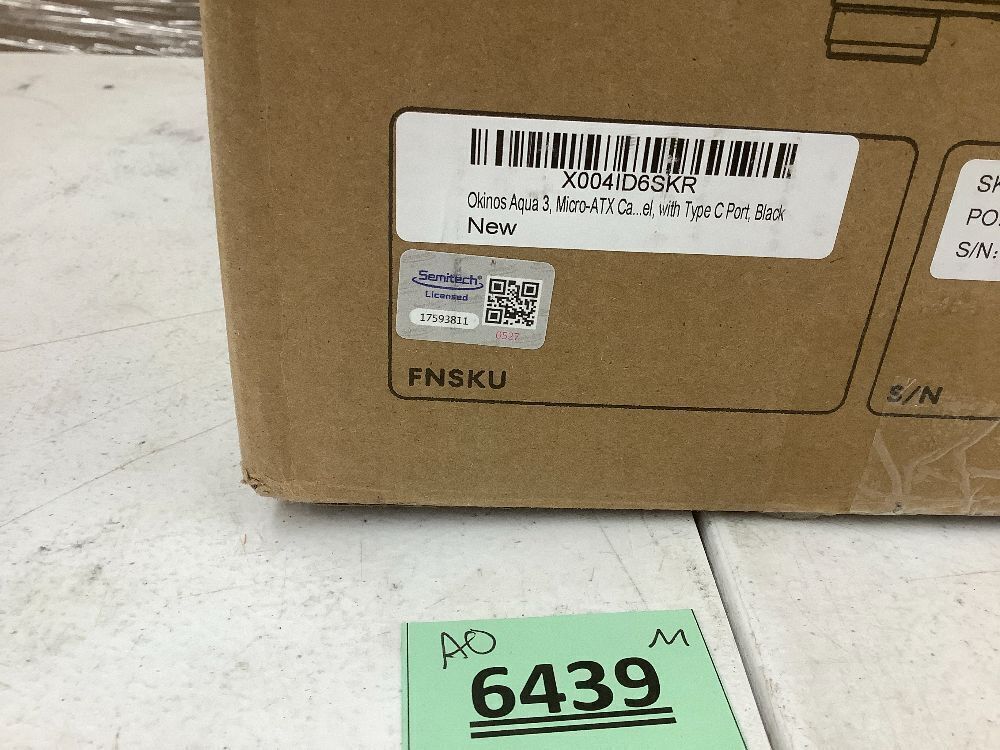 X004ID6SKR
Okinos Aqua 3, Micro-ATX Ca...el, with Type C Port, Black
New
Semitech®
Licensed
17593811
0527
FNSKU
PO
S/N:
S/N
AO M
6439